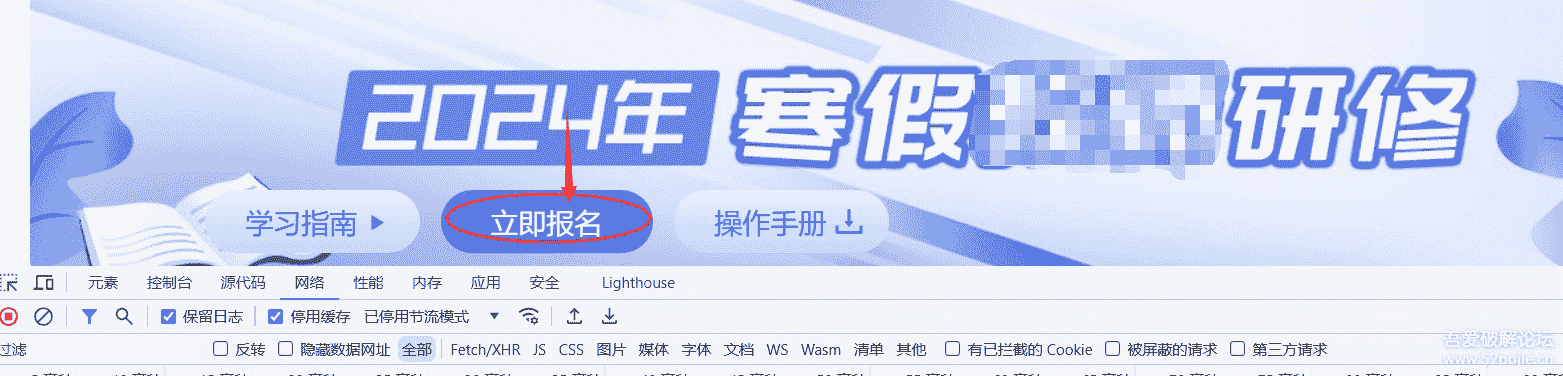 2024年 寒假 研修
学习指南 立即报名 操作手册
元素 控制台 源代码 网络 性能 内存 应用 安全 Lighthouse
保留日志 停用缓存 已停用节流模式
过滤 反转 隐藏数据网址 全部 Fetch/XHR JS CSS 图片 媒体 字体 文档 WS Wasm 清单 其他 有已拦截的 Cookie 被屏蔽的请求 第三方请求
吾爱破解论坛
www.52pojie.cn